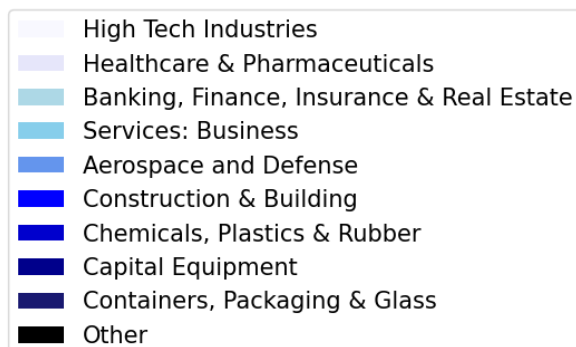 High Tech Industries
Healthcare & Pharmaceuticals
Banking, Finance, Insurance & Real Estate
Services: Business
Aerospace and Defense
Construction & Building
Chemicals, Plastics & Rubber
Capital Equipment
Containers, Packaging & Glass
Other